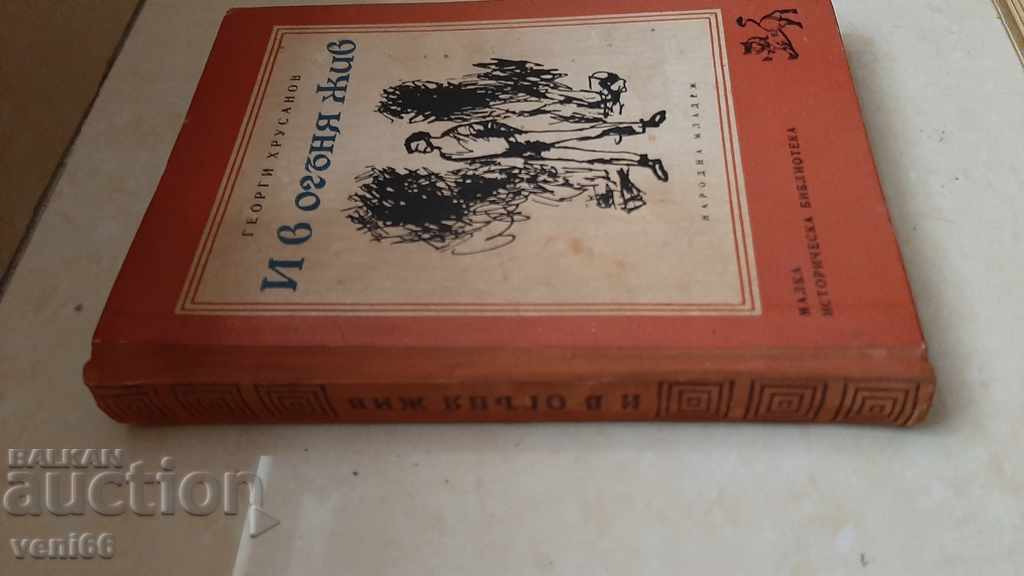 ГЕОРГИ ХРУСАНОВ
И В ОГЪНЯ ЖИВ
НАРОДНА МЛАДЕЖ
МАЛКА
ИСТОРИЧЕСКА БИБЛИОТЕКА
И В ОГЪНЯ ЖИВ
BALKAN
auction
veni66